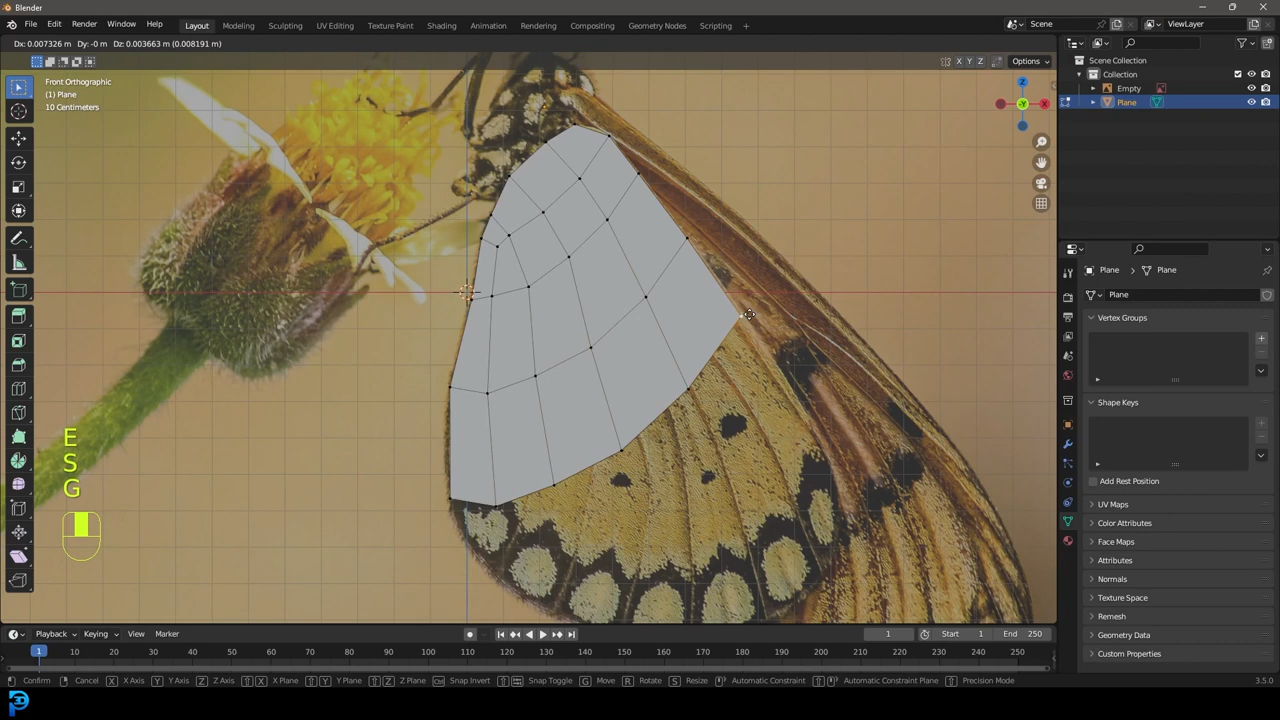 Blender
File Edit Render Window Help Layout Modeling Sculpting UV Editing Texture Paint Shading Animation Rendering Compositing Geometry Nodes Scripting + Scene ViewLayer
Dx: 0.007326 m Dy: -0 m Dz: 0.003663 m (0.008191 m)
X Y Z Options
Front Orthographic
(1) Plane
10 Centimeters
Z
-Y
X
Scene Collection
Collection
Empty
Plane
Plane Plane
Plane
Vertex Groups
Shape Keys
Add Rest Position
UV Maps
Color Attributes
Face Maps
Attributes
Normals
Texture Space
Remesh
Geometry Data
Custom Properties
E
S
G
Playback Keying View Marker 1 Start 1 End 250
1 10 20 30 40 50 60 70 80 90 100 110 120 130 140 150 160 170 180 190 200 210 220 230 240 250
Confirm Cancel X X Axis Y Y Axis Z Z Axis X X Plane Y Y Plane Z Z Plane Snap Invert Snap Toggle G Move R Rotate S Resize Automatic Constraint Automatic Constraint Plane Precision Mode 3.5.0